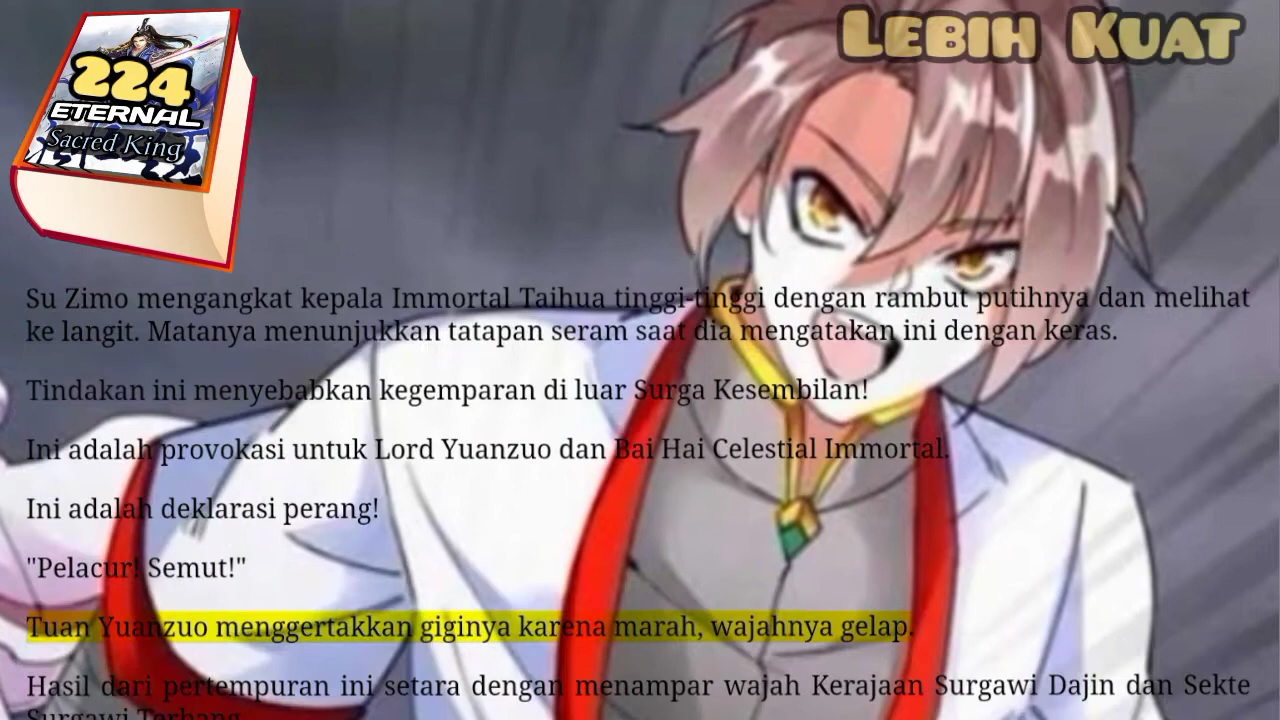 LEBIH KUAT
224
ETERNAL
Sacred King
Su Zimo mengangkat kepala Immortal Taihua tinggi-tinggi dengan rambut putihnya dan melihat
ke langit. Matanya menunjukkan tatapan seram saat dia mengatakan ini dengan keras.
Tindakan ini menyebabkan kegemparan di luar Surga Kesembilan!
Ini adalah provokasi untuk Lord Yuanzuo dan Bai Hai Celestial Immortal.
Ini adalah deklarasi perang!
"Pelacur! Semut!"
Tuan Yuanzuo menggertakkan giginya karena marah, wajahnya gelap.
Hasil dari pertempuran ini setara dengan menampar wajah Kerajaan Surgawi Dajin dan Sekte
Surgawi Terbang.